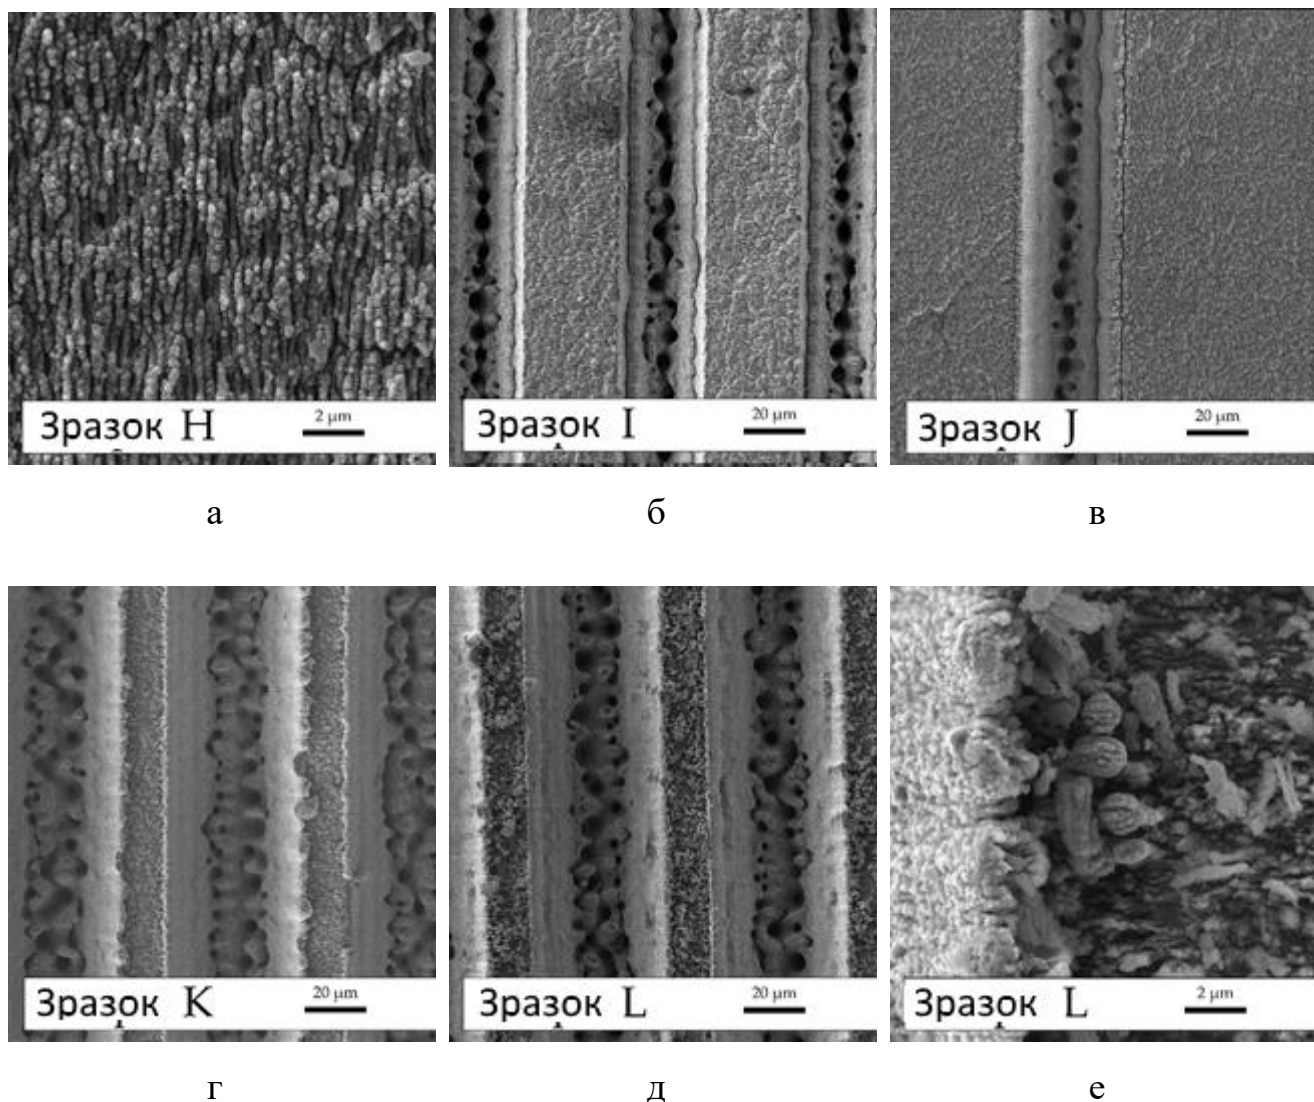 Зразок H 2 μm
Зразок I 20 μm
Зразок J 20 μm
а
б
в
Зразок K 20 μm
Зразок L 20 μm
Зразок L 2 μm
г
д
е